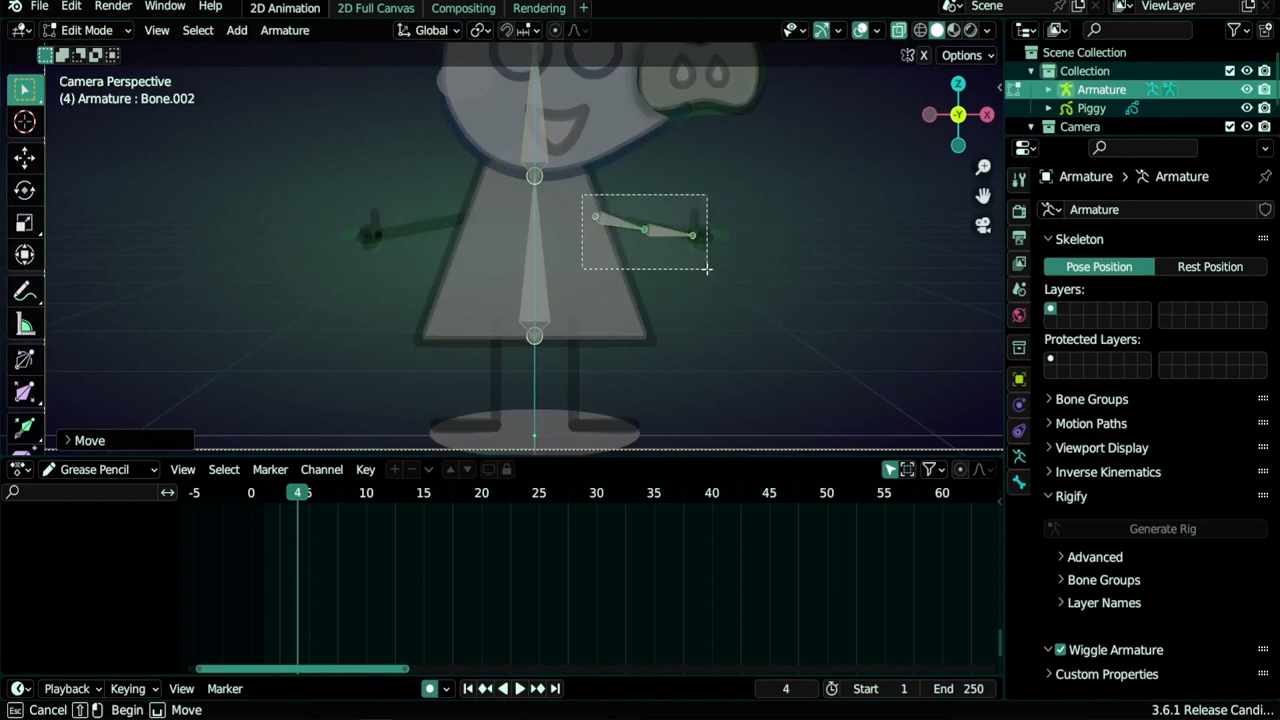 File Edit Render Window Help 2D Animation 2D Full Canvas Compositing Rendering + Scene ViewLayer
Edit Mode View Select Add Armature Global
X Options
Camera Perspective
(4) Armature : Bone.002
Z
-Y X
Move
Scene Collection
Collection
Armature
Piggy
Camera
Armature > Armature
Armature
Skeleton
Pose Position Rest Position
Layers:
Protected Layers:
Bone Groups
Motion Paths
Viewport Display
Inverse Kinematics
Rigify
Generate Rig
Advanced
Bone Groups
Layer Names
Wiggle Armature
Custom Properties
Grease Pencil View Select Marker Channel Key
-5 0 4 5 10 15 20 25 30 35 40 45 50 55 60
Playback Keying View Marker 4 Start 1 End 250
Esc Cancel Begin Move 3.6.1 Release Candi...